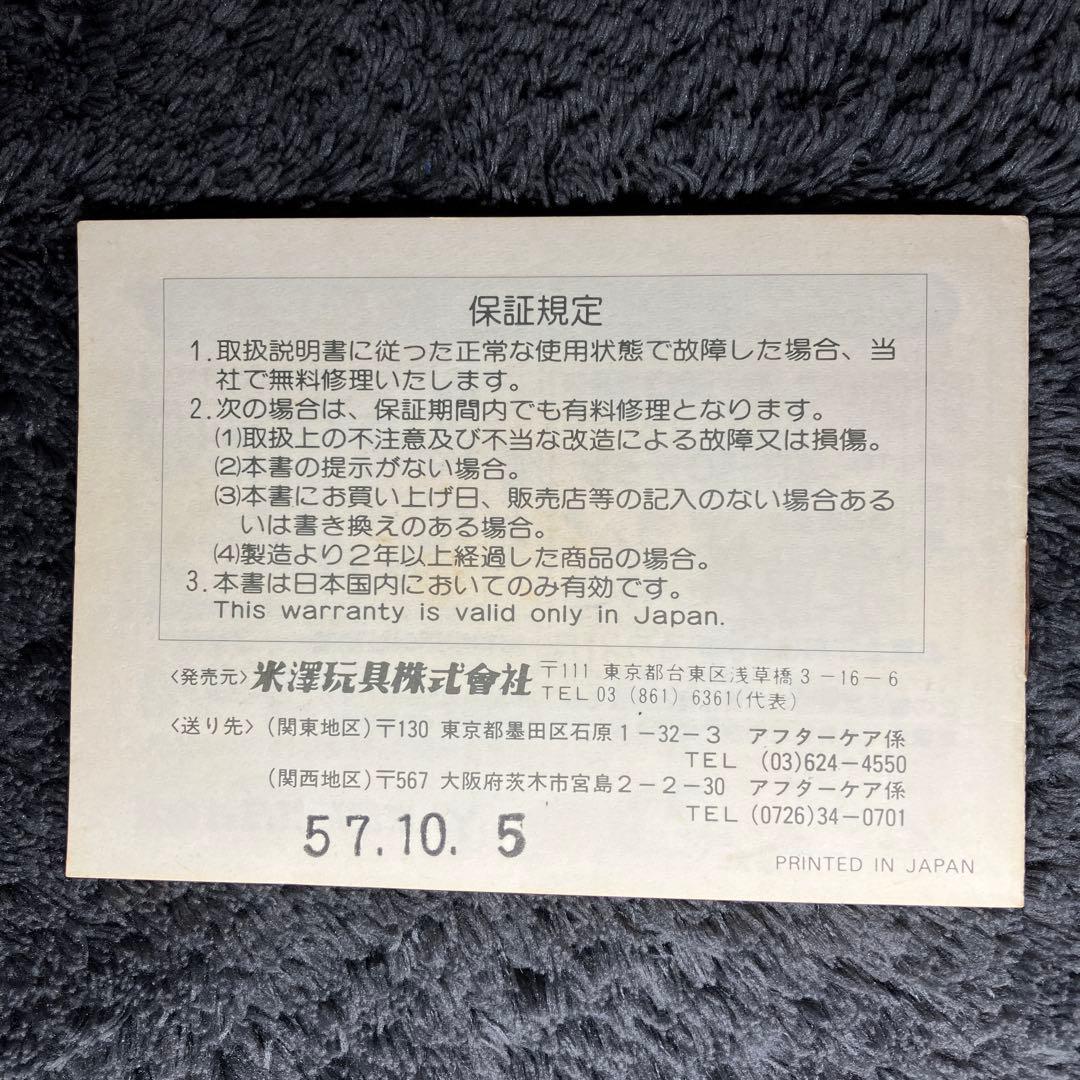 保証規定
1.取扱説明書に従った正常な使用状態で故障した場合、当
社で無料修理いたします。
2.次の場合は、保証期間内でも有料修理となります。
⑴取扱上の不注意及び不当な改造による故障又は損傷。
⑵本書の提示がない場合。
⑶本書にお買い上げ日、販売店等の記入のない場合ある
いは書き換えのある場合。
⑷製造より2年以上経過した商品の場合。
3.本書は日本国内においてのみ有効です。
This warranty is valid only in Japan.
〈発売元〉米澤玩具株式會社 〒111 東京都台東区浅草橋3-16-6
TEL 03 (861) 6361(代表)
〈送り先〉(関東地区)〒130 東京都墨田区石原1-32-3 アフターケア係
TEL (03)624-4550
(関西地区)〒567 大阪府茨木市宮島2-2-30 アフターケア係
TEL (0726)34-0701
57.10. 5
PRINTED IN JAPAN